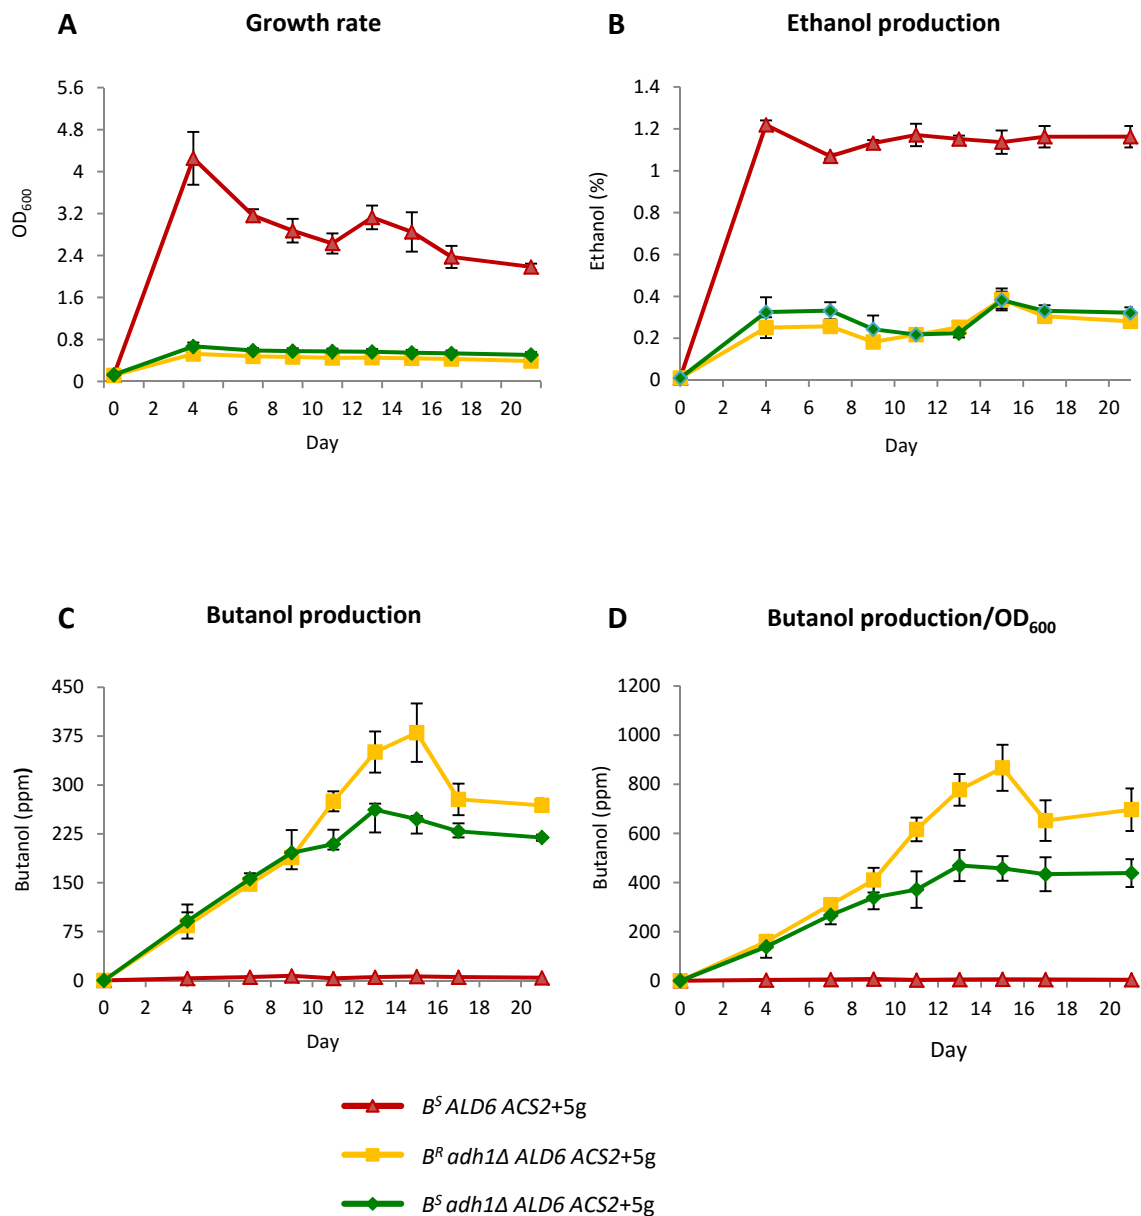 A Growth rate
OD600
5.6
4.8
4
3.2
2.4
1.6
0.8
0
0 2 4 6 8 10 12 14 16 18 20
Day
B Ethanol production
Ethanol (%)
1.4
1.2
1
0.8
0.6
0.4
0.2
0
0 2 4 6 8 10 12 14 16 18 20
Day
C Butanol production
Butanol (ppm)
450
375
300
225
150
75
0
0 2 4 6 8 10 12 14 16 18 20
Day
D Butanol production/OD600
Butanol (ppm)
1200
1000
800
600
400
200
0
0 2 4 6 8 10 12 14 16 18 20
Day
B^S ALD6 ACS2+5g
B^R adh1Δ ALD6 ACS2+5g
B^S adh1Δ ALD6 ACS2+5g